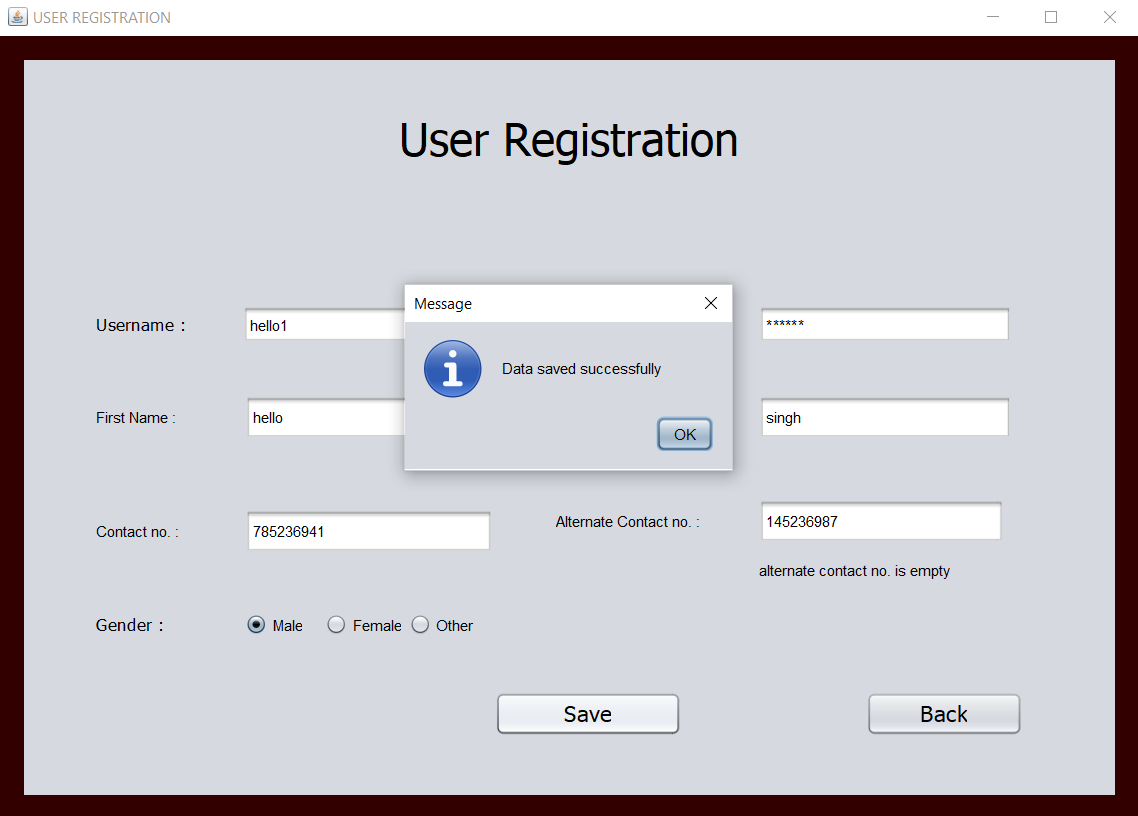 USER REGISTRATION
User Registration
Message
Username :
hello1
******
Data saved successfully
First Name :
hello
singh
OK
Contact no. :
785236941
Alternate Contact no. :
145236987
alternate contact no. is empty
Gender :
Male
Female
Other
Save
Back